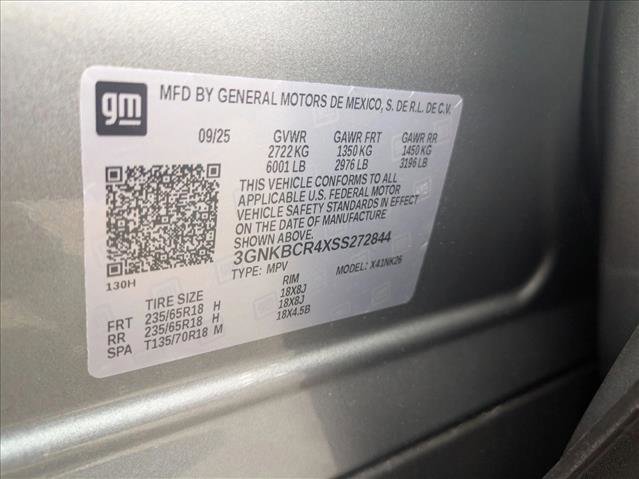 gm
MFD BY GENERAL MOTORS DE MEXICO, S. DE R.L. DE C.V.
09/25 GVWR GAWR FRT GAWR RR
2722 KG 1350 KG 1450 KG
6001 LB 2976 LB 3196 LB
THIS VEHICLE CONFORMS TO ALL
APPLICABLE U.S. FEDERAL MOTOR
VEHICLE SAFETY STANDARDS IN EFFECT
ON THE DATE OF MANUFACTURE
3GNKBCR4XSS272844
130H
TYPE: MPV MODEL: X41NK26
TIRE SIZE RIM
FRT 235/65R18 H 18X8J
RR 235/65R18 H 18X8J
SPA T135/70R18 M 18X4.5B